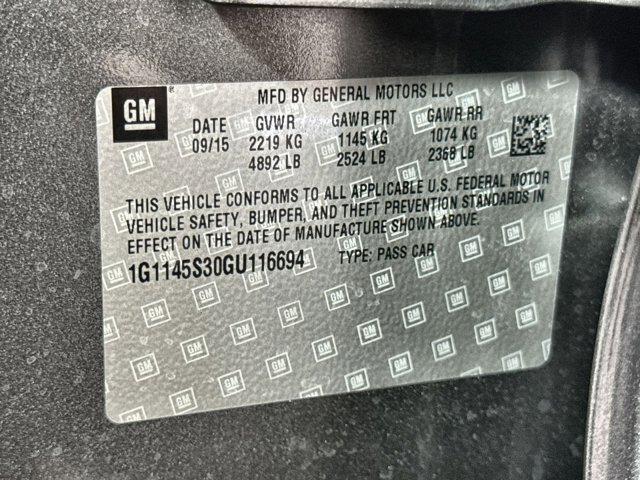 GM
MFD BY GENERAL MOTORS LLC
DATE GVWR GAWR FRT GAWR RR
09/15 2219 KG 1145 KG 1074 KG
4892 LB 2524 LB 2368 LB
THIS VEHICLE CONFORMS TO ALL APPLICABLE U.S. FEDERAL MOTOR
VEHICLE SAFETY, BUMPER, AND THEFT PREVENTION STANDARDS IN
EFFECT ON THE DATE OF MANUFACTURE SHOWN ABOVE.
1G1145S30GU116694 TYPE: PASS CAR